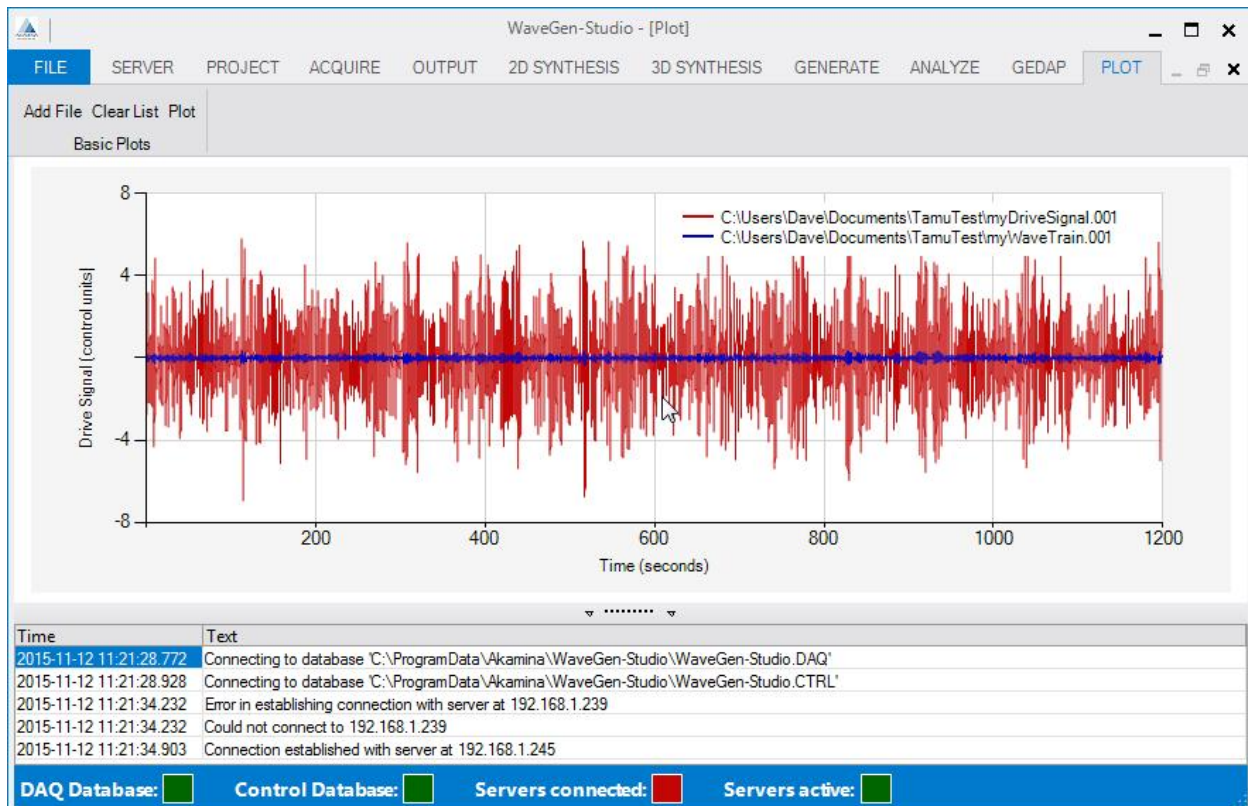 WaveGen-Studio - [Plot]
FILE SERVER PROJECT ACQUIRE OUTPUT 2D SYNTHESIS 3D SYNTHESIS GENERATE ANALYZE GEDAP PLOT
Add File Clear List Plot
Basic Plots
8
4
-4
-8
Drive Signal (control units)
C:\Users\Dave\Documents\TamuTest\myDriveSignal.001
C:\Users\Dave\Documents\TamuTest\myWaveTrain.001
200 400 600 800 1000 1200
Time (seconds)
Time Text
2015-11-12 11:21:28.772 Connecting to database 'C:\ProgramData\Akamina\WaveGen-Studio\WaveGen-Studio.DAQ'
2015-11-12 11:21:28.928 Connecting to database 'C:\ProgramData\Akamina\WaveGen-Studio\WaveGen-Studio.CTRL'
2015-11-12 11:21:34.232 Error in establishing connection with server at 192.168.1.239
2015-11-12 11:21:34.232 Could not connect to 192.168.1.239
2015-11-12 11:21:34.903 Connection established with server at 192.168.1.245
DAQ Database: Control Database: Servers connected: Servers active: